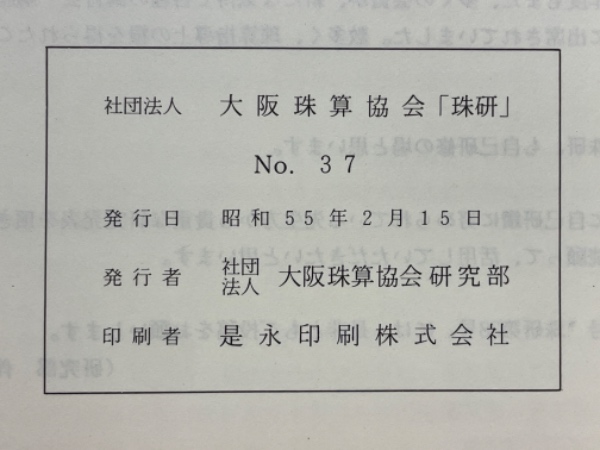 社団法人 大阪珠算協会「珠研」
No. 37
発行日 昭和55年2月15日
発行者 社団法人 大阪珠算協会研究部
印刷者 是永印刷株式会社